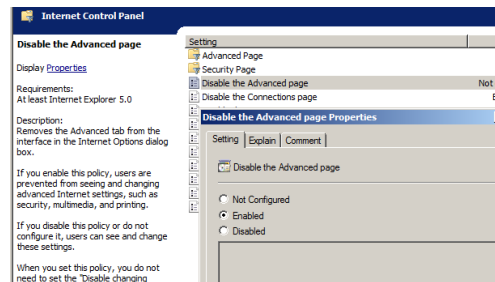 Internet Control Panel
Disable the Advanced page
Display Properties
Requirements:
At least Internet Explorer 5.0
Description:
Removes the Advanced tab from the
interface in the Internet Options dialog
box.
If you enable this policy, users are
prevented from seeing and changing
advanced Internet settings, such as
security, multimedia, and printing.
If you disable this policy or do not
configure it, users can see and change
these settings.
When you set this policy, you do not
need to set the "Disable changing
Setting
Advanced Page
Security Page
Disable the Advanced page Not
Disable the Connections page E
Disable the Advanced page Properties
Setting Explain Comment
Disable the Advanced page
Not Configured
Enabled
Disabled